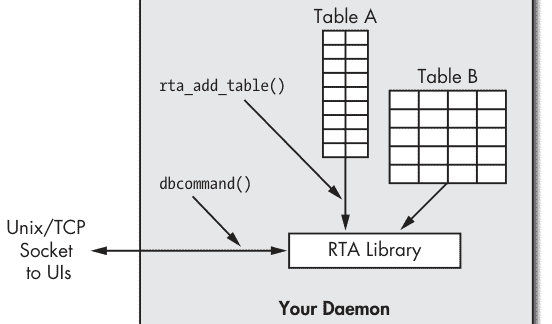 Table A
Table B
rta_add_table()
dbcommand()
Unix/TCP
Socket
to UIs
RTA Library
Your Daemon